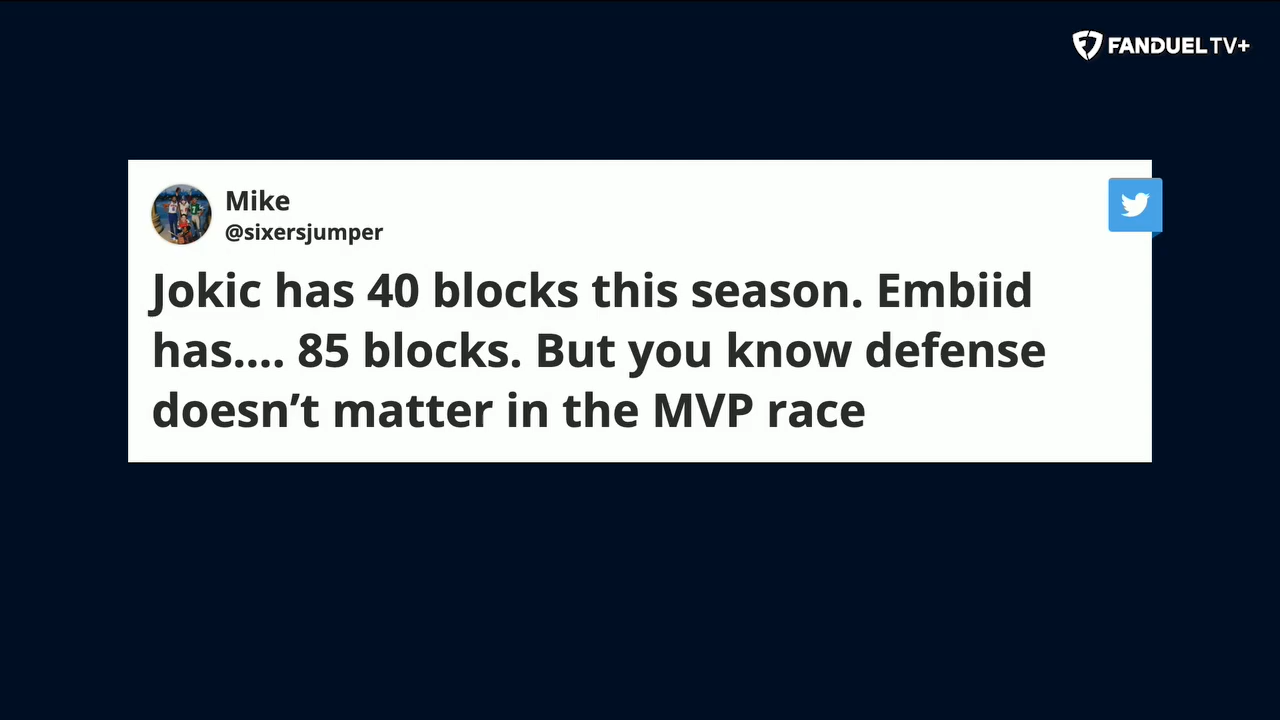 FANDUEL TV+
Mike
@sixersjumper
Jokic has 40 blocks this season. Embiid
has.... 85 blocks. But you know defense
doesn’t matter in the MVP race